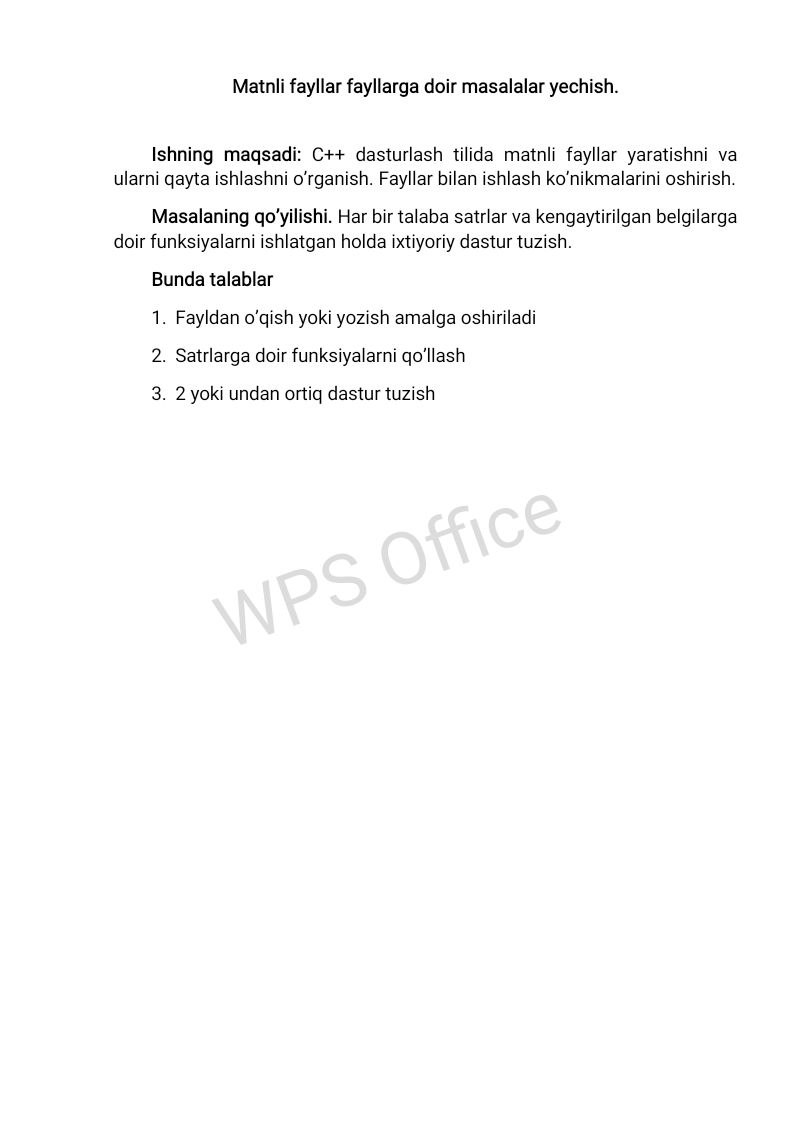 Matnli fayllar fayllarga doir masalalar yechish.
Ishning maqsadi: C++ dasturlash tilida matnli fayllar yaratishni va
ularni qayta ishlashni o’rganish. Fayllar bilan ishlash ko’nikmalarini oshirish.
Masalaning qo’yilishi. Har bir talaba satrlar va kengaytirilgan belgilarga
doir funksiyalarni ishlatgan holda ixtiyoriy dastur tuzish.
Bunda talablar
1. Fayldan o’qish yoki yozish amalga oshiriladi
2. Satrlarga doir funksiyalarni qo’llash
3. 2 yoki undan ortiq dastur tuzish
WPS Office